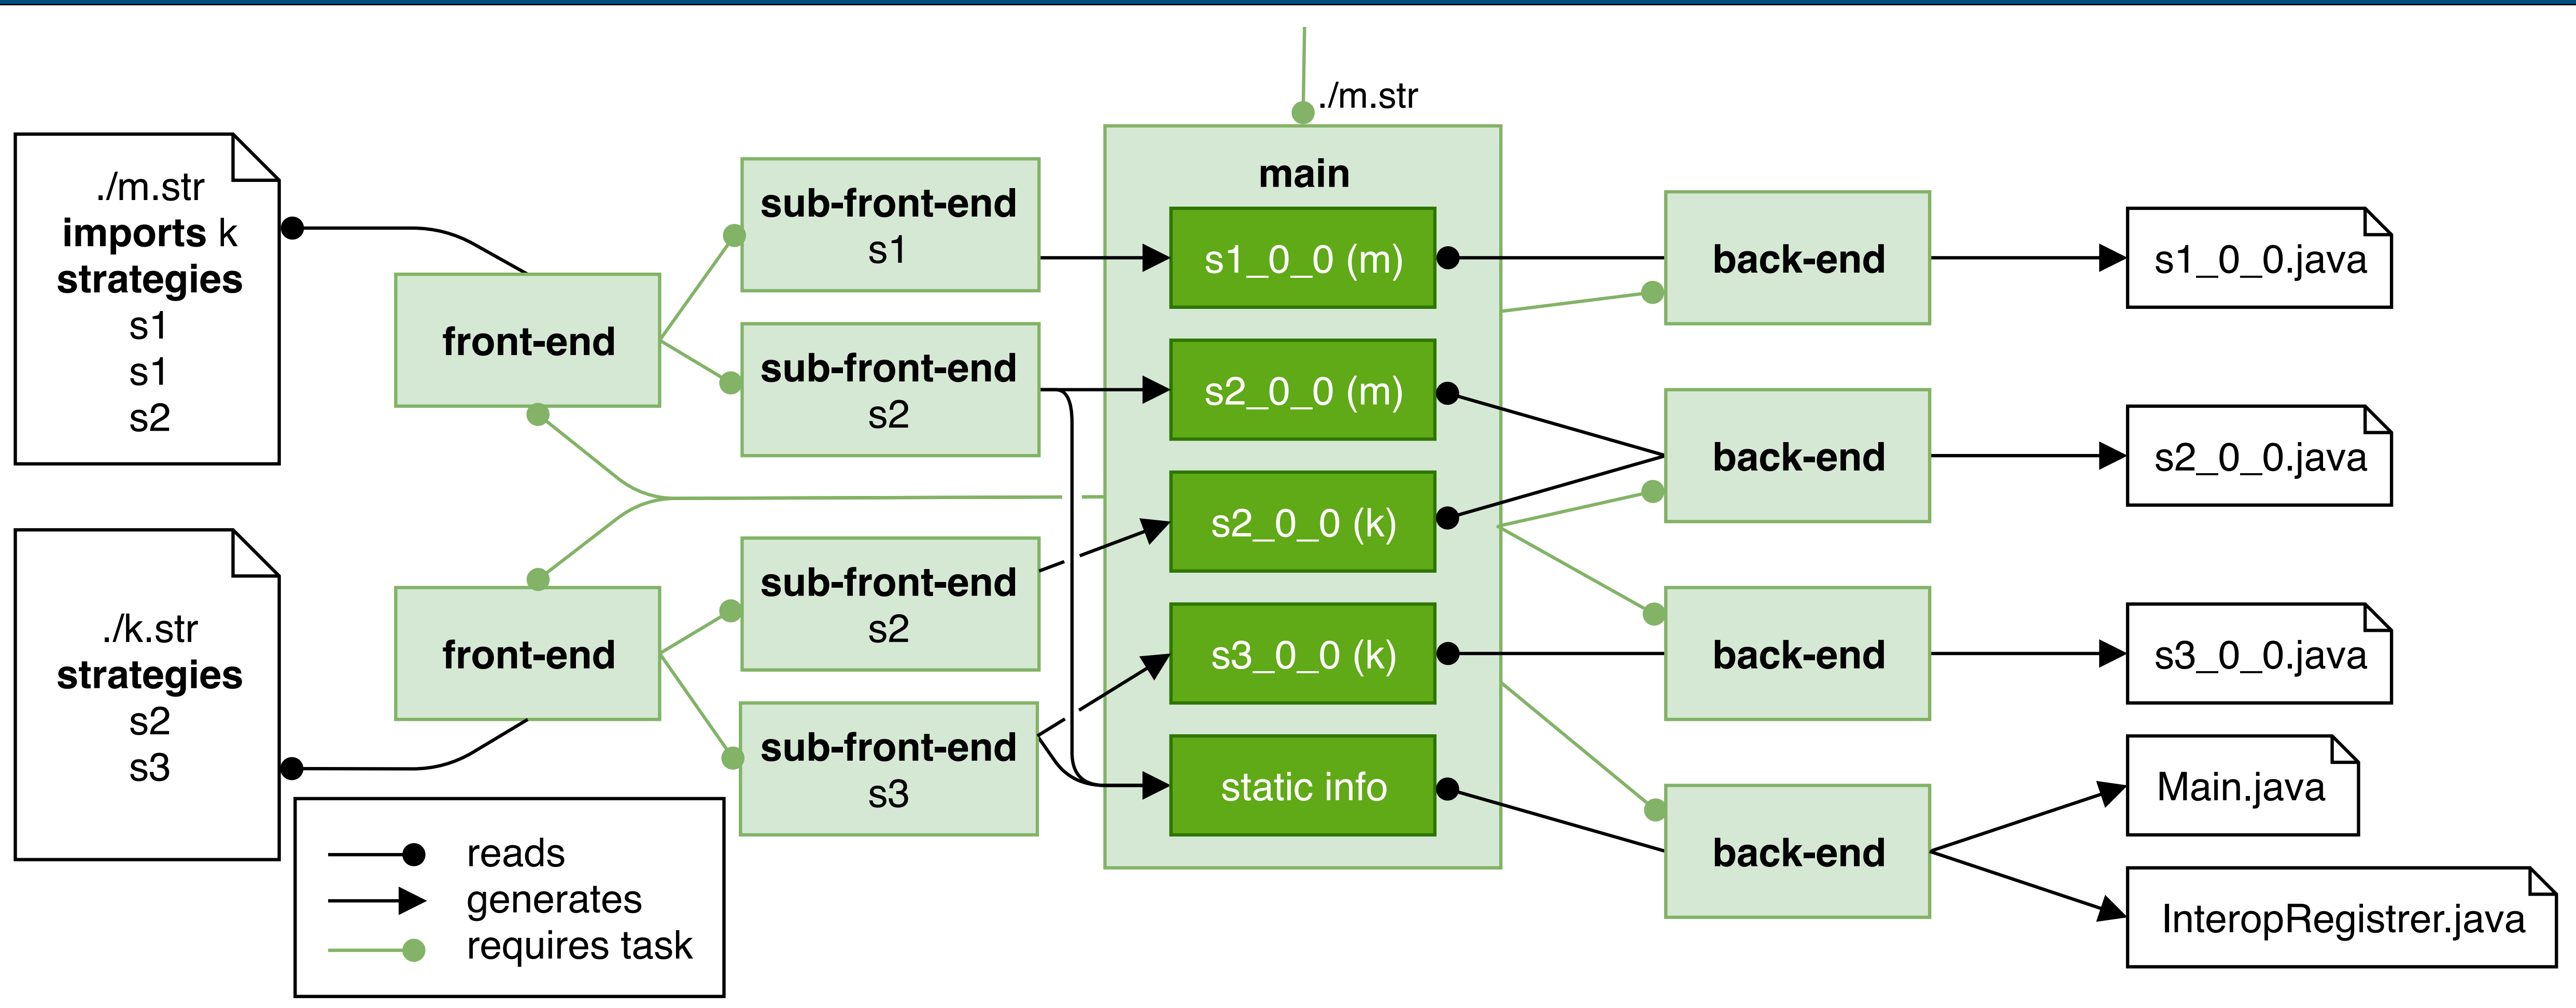 ./m.str
./m.str
imports k
strategies
s1
s1
s2
front-end
sub-front-end
s1
sub-front-end
s2
main
s1_0_0 (m)
s2_0_0 (m)
s2_0_0 (k)
s3_0_0 (k)
static info
back-end
s1_0_0.java
back-end
s2_0_0.java
./k.str
strategies
s2
s3
front-end
sub-front-end
s2
sub-front-end
s3
back-end
s3_0_0.java
back-end
Main.java
InteropRegistrer.java
reads
generates
requires task